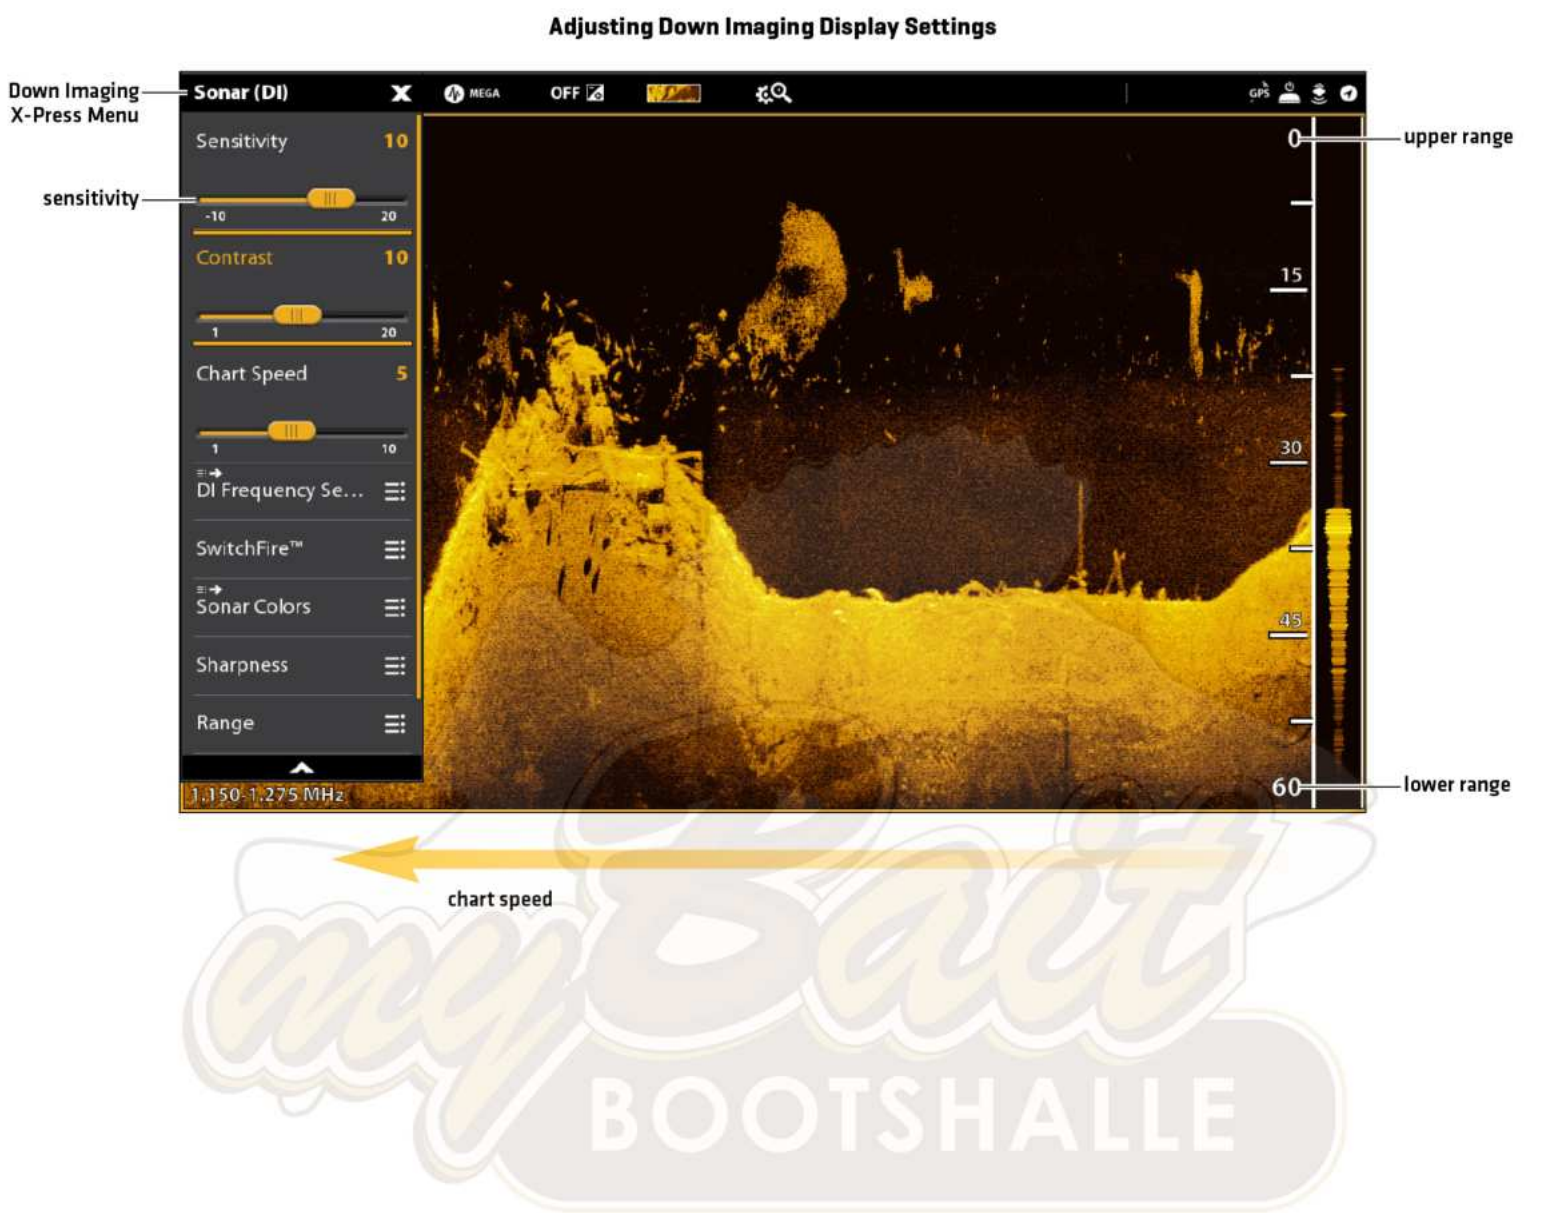 Adjusting Down Imaging Display Settings
Down Imaging
X-Press Menu
Sonar (DI)
X
MEGA
OFF
GPS
Sensitivity 10
sensitivity
-10 20
Contrast 10
1 20
Chart Speed 5
1 10
DI Frequency Se...
SwitchFire™
Sonar Colors
Sharpness
Range
1.150-1.275 MHz
0
upper range
15
30
45
60
lower range
chart speed
myBait
BOOTSHALLE